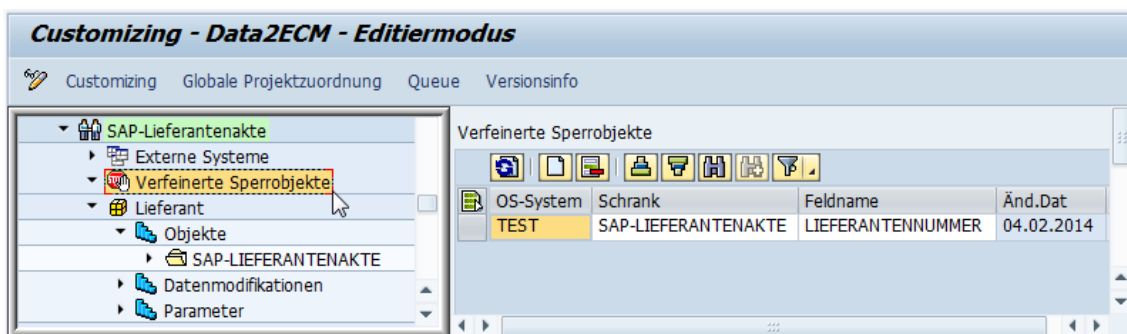 Customizing - Data2ECM - Editiermodus
Customizing Globale Projektzuordnung Queue Versionsinfo
SAP-Lieferantenakte
Externe Systeme
Verfeinerte Sperrobjekte
Lieferant
Objekte
SAP-LIEFERANTENAKTE
Datenmodifikationen
Parameter
Verfeinerte Sperrobjekte
OS-System Schrank Feldname Änd.Dat
TEST SAP-LIEFERANTENAKTE LIEFERANTENNUMMER 04.02.2014